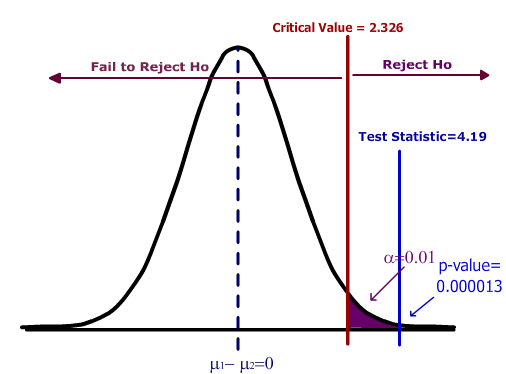 Critical Value = 2.326
Fail to Reject Ho
Reject Ho
Test Statistic=4.19
α=0.01
p-value=
0.000013
μ₁− μ₂=0